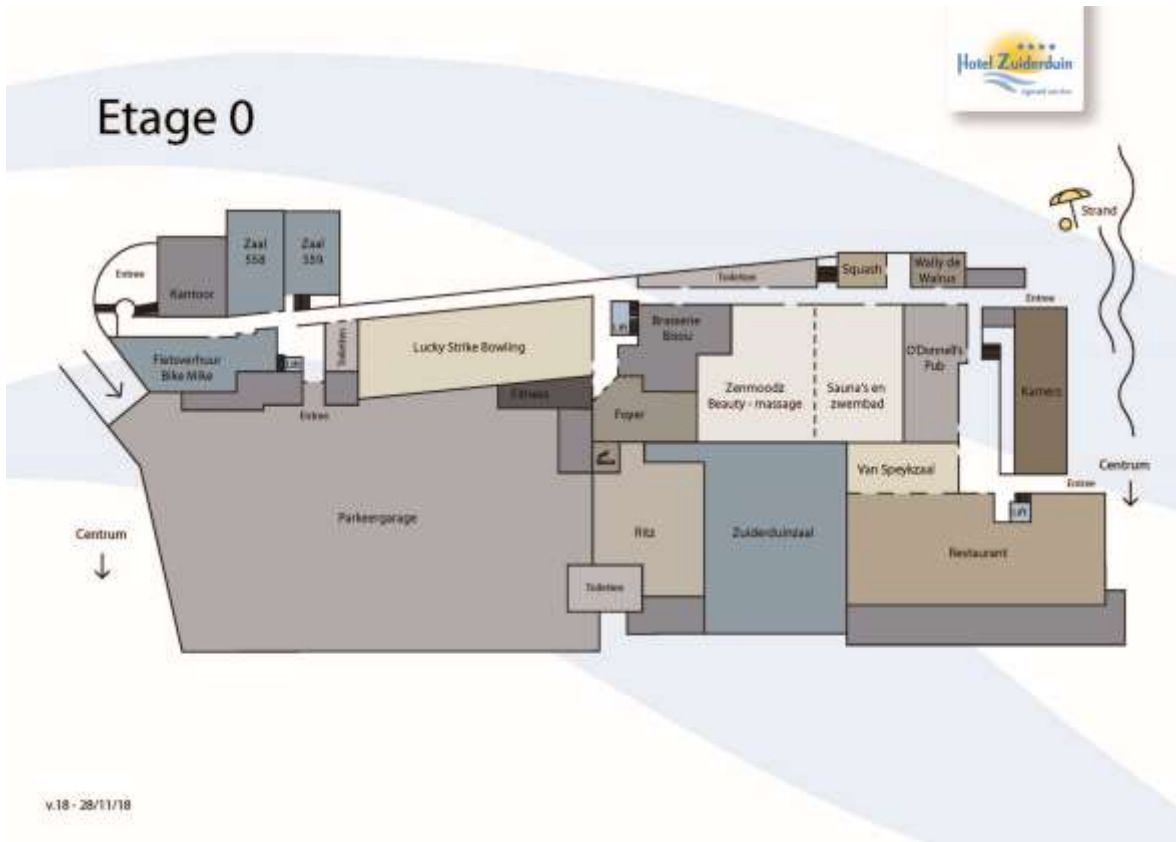 Hotel Zuiderduin
Etage 0
Strand
Zaal
558
Zaal
559
Entree
Kantoor
Toiletten
Squash
Wally de
Walrus
Entree
Lift
Brasserie
Bisou
O'Donnell's
Pub
Lucky Strike Bowling
Toiletten
Fietsverhuur
Bike Mike
Lift
Zenmoodz
Beauty - massage
Sauna's en
zwembad
Kamers
Fitness
Entree
Foyer
Van Speykzaal
Centrum
Entree
Lift
Parkeergarage
Ritz
Zuiderduinzaal
Restaurant
Centrum
Toiletten
v.18 - 28/11/18